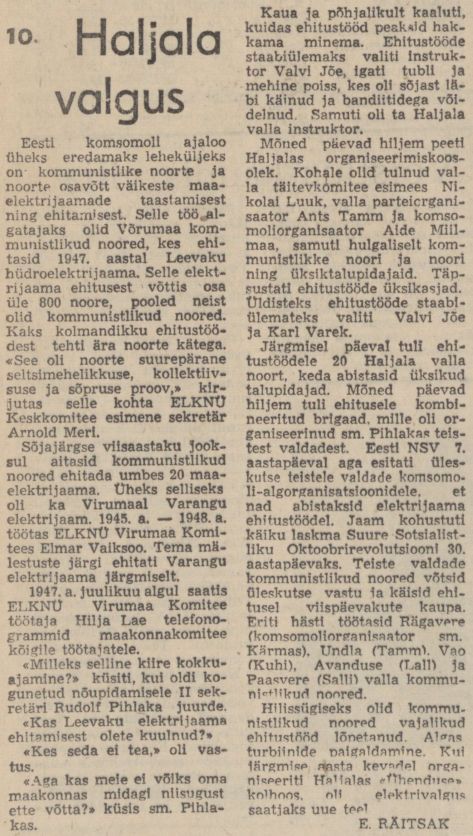 10. Haljala
valgus
Eesti komsomoli ajaloo
üheks eredamaks leheküljeks
on kommunistlike noorte ja
noorte osavõtt väikeste maa-
elektrijaamade taastamisest
ning ehitamisest. Selle töö al-
gatajaks olid Võrumaa kom-
munistlikud noored, kes ehi-
tasid 1947. aastal Leevaku
hüdroelektrijaama. Selle elekt-
rijaama ehitusest võttis osa
üle 800 noore, pooled neist
olid kommunistlikud noored.
Kaks kolmandikku ehitustöö-
dest tehti ära noorte kätega.
«See oli noorte suurepärane
seltsimehelikkuse, kollektiiv-
suse ja sõpruse proov,» kir-
jutas selle kohta ELKNÜ
Keskkomitee esimene sekretär
Arnold Meri.
Sõjajärgse viisaastaku jook-
sul aitasid kommunistlikud
noored ehitada umbes 20 maa-
elektrijaama. Üheks selliseks
oli ka Virumaal Varangu
elektrijaam. 1945. a. — 1948. a.
töötas ELKNÜ Virumaa Komi-
tees Elmar Vaiksoo. Tema mä-
lestuste järgi ehitati Varangu
elektrijaama järgmiselt.
1947. a. juulikuu algul saatis
ELKNÜ Virumaa Komitee
töötaja Hilja Lae telefono-
grammid maakonnakomitee
kõigile töötajatele.
«Milleks selline kiire kokku-
ajamine?» küsiti, kui oldi ko-
gunetud nõupidamisele II sek-
retäri Rudolf Pihlaka juurde.
«Kas Leevaku elektrijaama
ehitamisest olete kuulnud?»
«Kes seda ei tea,» oli vas-
tus.
«Aga kas meie ei võiks oma
maakonnas midagi niisugust
ette võtta?» küsis sm. Pihla-
kas.
Kaua ja põhjalikult kaaluti,
kuidas ehitustööd peaksid hak-
kama minema. Ehitustööde
staabiülemaks valiti instruk-
tor Valvi Jõe, igati tubli ja
mehine poiss, kes oli sõjast lä-
bi käinud ja bandiitidega või-
delnud. Samuti oli ta Haljala
valla instruktor.
Mõned päevad hiljem peeti
Haljalas organiseerimiskoos-
olek. Kohale olid tulnud val-
la täitevkomitee esimees Ni-
kolai Luuk, valla parteiorgani-
saator Ants Tamm ja komso-
moliorganisaator Aide Miil-
maa, samuti hulgaliselt kom-
munistlikke noori ja noori
ning üksiktalupidajaid. Täp-
sustati ehitustööde üksikasjad.
Üldisteks ehitustööde staabi-
ülemateks valiti Valvi Jõe
ja Karl Varek.
Järgmisel päeval tuli ehi-
tustöödele 20 Haljala valla
noort, keda abistasid üksikud
talupidajad. Mõned päevad
hiljem tuli ehitusele kombi-
neeritud brigaad, mille oli or-
ganiseerinud sm. Pihlakas teis-
test valdadest. Eesti NSV 7.
aastapäeval aga esitati üles-
kutse teistele valdade komsomo-
li-algorganisatsioonidele, et
nad abistaksid elektrijaama
ehitustöödel. Jaam kohustuti
käiku laskma Suure Sotsialist-
liku Oktoobrirevolutsiooni 30.
aastapäevaks. Teiste valdade
kommunistlikud noored võtsid
üleskutse vastu ja käisid ehi-
tusel viispäevakute kaupa.
Eriti hästi töötasid Rägavere
(komsomoliorganisaator sm.
Kärmas), Undla (Tamm), Vao
(Kuhi), Avanduse (Lall) ja
Paasvere (Salli) valla kommu-
nistlikud noored.
Hilissügiseks olid kommu-
nistlikud noored vajalikud
ehitustööd lõpetanud. Algas
turbiinide paigaldamine. Kui
järgmise aasta kevadel orga-
niseeriti Haljalas «Ühenduse»
kolhoos, oli elektrivalgus
saatjaks uue teel
E. RÄITSAK